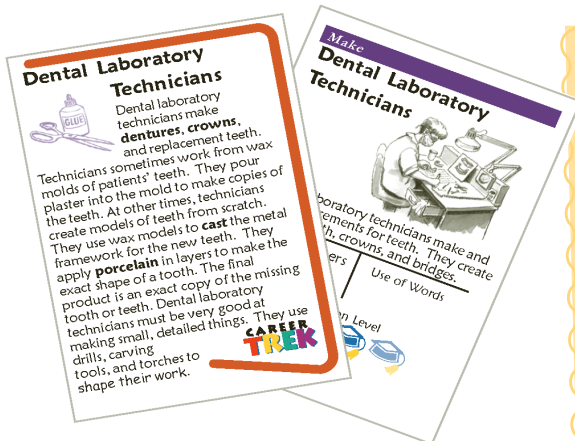 Dental Laboratory
Technicians
GLUE
Dental laboratory
technicians make
dentures, crowns,
and replacement teeth.
Technicians sometimes work from wax
molds of patients' teeth. They pour
plaster into the mold to make copies of
the teeth. At other times, technicians
create models of teeth from scratch.
They use wax models to cast the metal
framework for the new teeth. They
apply porcelain in layers to make the
exact shape of a tooth. The final
product is an exact copy of the missing
tooth or teeth. Dental laboratory
technicians must be very good at
making small, detailed things. They use
drills, carving
tools, and torches to
shape their work.
CAREER
TREK
Make
Dental Laboratory
Technicians
technicians make and
for teeth. They create
crowns, and bridges.
Use of Words
Level